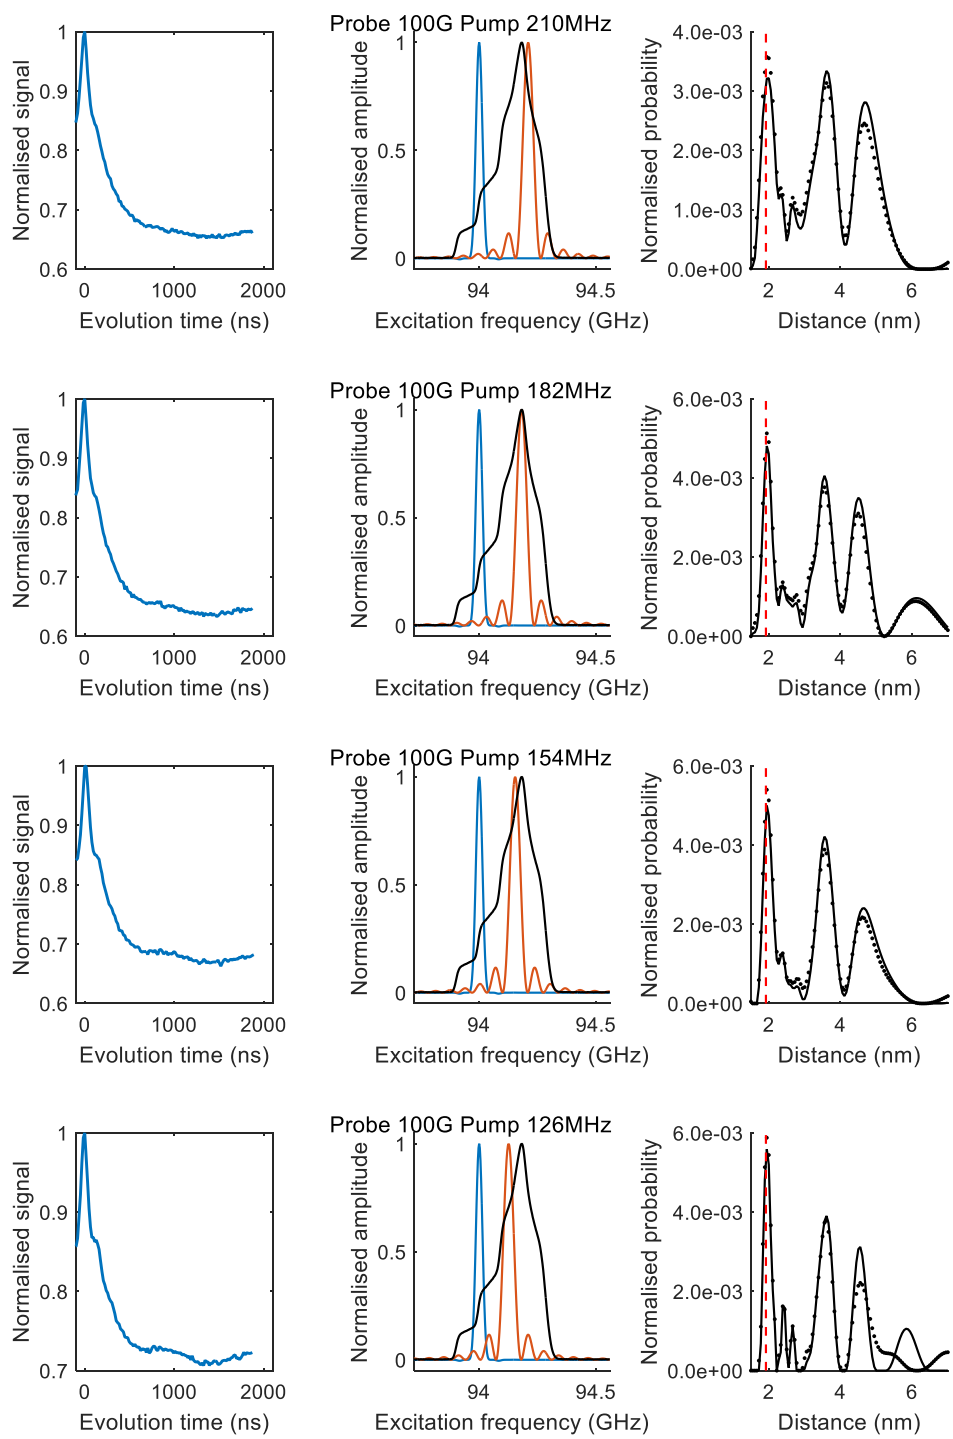 Probe 100G Pump 210MHz
Normalised signal
1
0.9
0.8
0.7
0.6
0
1000
2000
Evolution time (ns)
Normalised amplitude
1
0.5
0
94
94.5
Excitation frequency (GHz)
Normalised probability
4.0e-03
3.0e-03
2.0e-03
1.0e-03
0.0e+00
2
4
6
Distance (nm)
Probe 100G Pump 182MHz
Normalised signal
1
0.9
0.8
0.7
0.6
0
1000
2000
Evolution time (ns)
Normalised amplitude
1
0.5
0
94
94.5
Excitation frequency (GHz)
Normalised probability
6.0e-03
4.0e-03
2.0e-03
0.0e+00
2
4
6
Distance (nm)
Probe 100G Pump 154MHz
Normalised signal
1
0.9
0.8
0.7
0.6
0
1000
2000
Evolution time (ns)
Normalised amplitude
1
0.5
0
94
94.5
Excitation frequency (GHz)
Normalised probability
6.0e-03
4.0e-03
2.0e-03
0.0e+00
2
4
6
Distance (nm)
Probe 100G Pump 126MHz
Normalised signal
1
0.9
0.8
0.7
0
1000
2000
Evolution time (ns)
Normalised amplitude
1
0.5
0
94
94.5
Excitation frequency (GHz)
Normalised probability
6.0e-03
4.0e-03
2.0e-03
0.0e+00
2
4
6
Distance (nm)